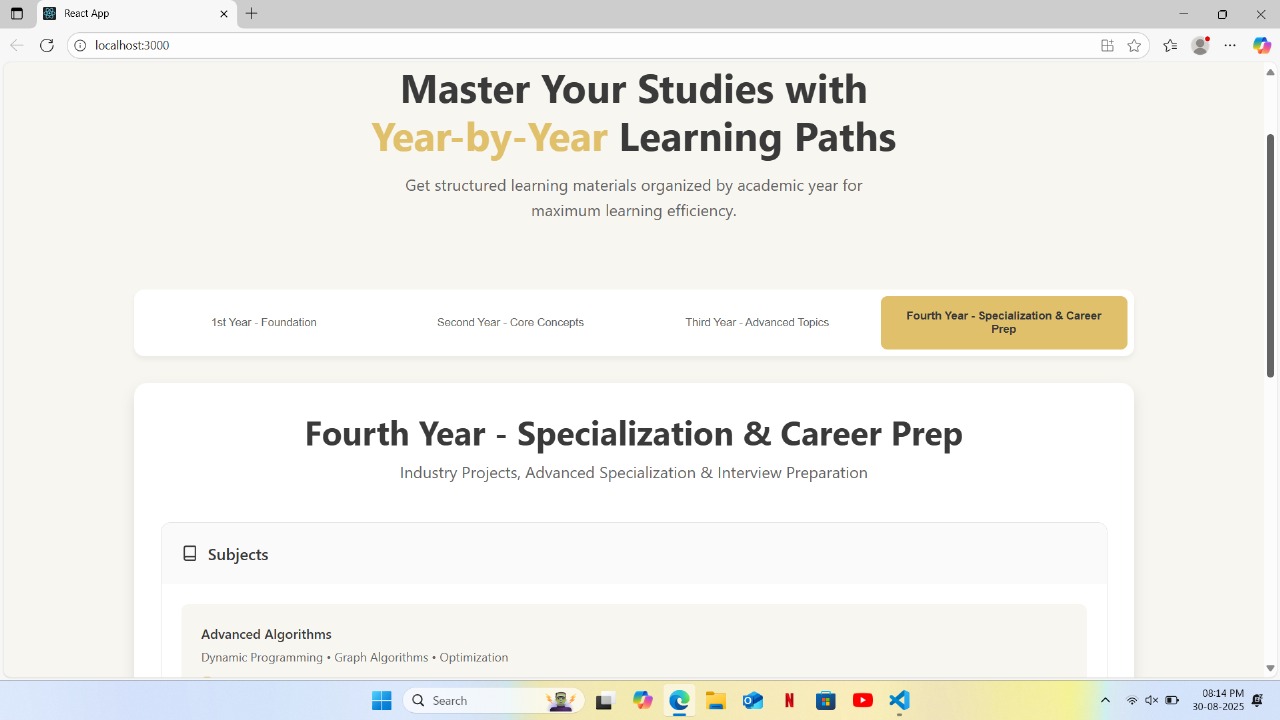 React App
localhost:3000
Master Your Studies with
Year-by-Year Learning Paths
Get structured learning materials organized by academic year for
maximum learning efficiency.
1st Year - Foundation
Second Year - Core Concepts
Third Year - Advanced Topics
Fourth Year - Specialization & Career
Prep
Fourth Year - Specialization & Career Prep
Industry Projects, Advanced Specialization & Interview Preparation
Subjects
Advanced Algorithms
Dynamic Programming • Graph Algorithms • Optimization
Search
08:14 PM
30-08-2025